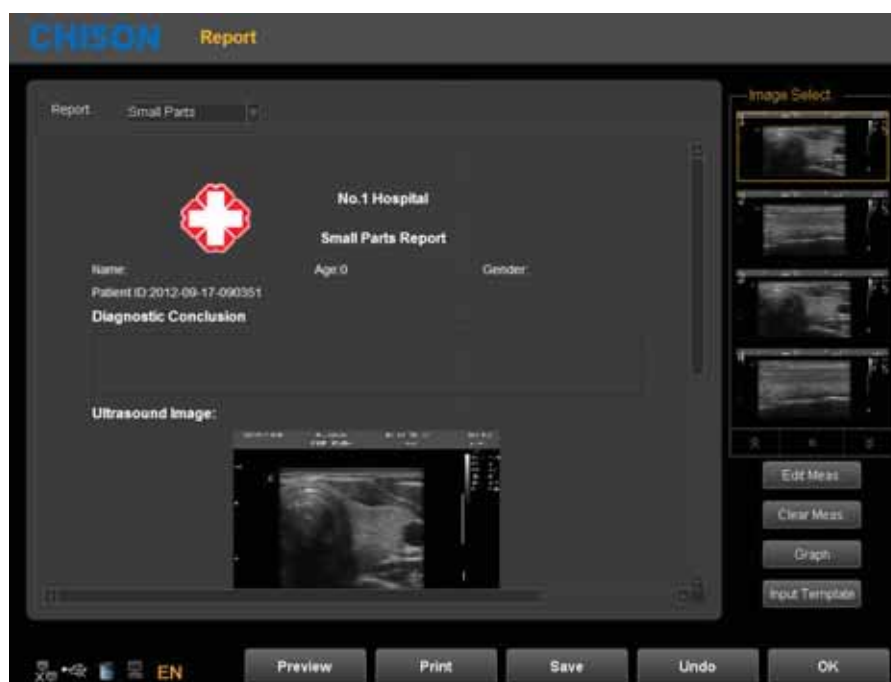 CHISON Report
Report Small Parts
No.1 Hospital
Small Parts Report
Name: Age:0 Gender:
Patient ID:2012-09-17-090351
Diagnostic Conclusion
Ultrasound Image:
Image Select
Edit Meas
Clear Meas
Graph
Input Template
EN Preview Print Save Undo OK